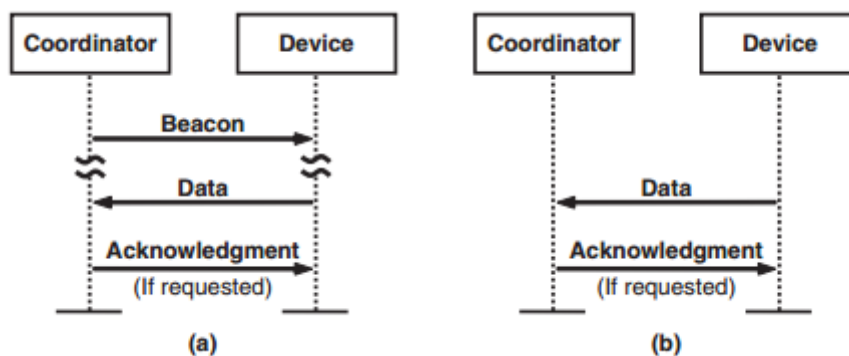 Coordinator Device
Beacon
Data
Acknowledgment
(If requested)
(a)
Coordinator Device
Data
Acknowledgment
(If requested)
(b)